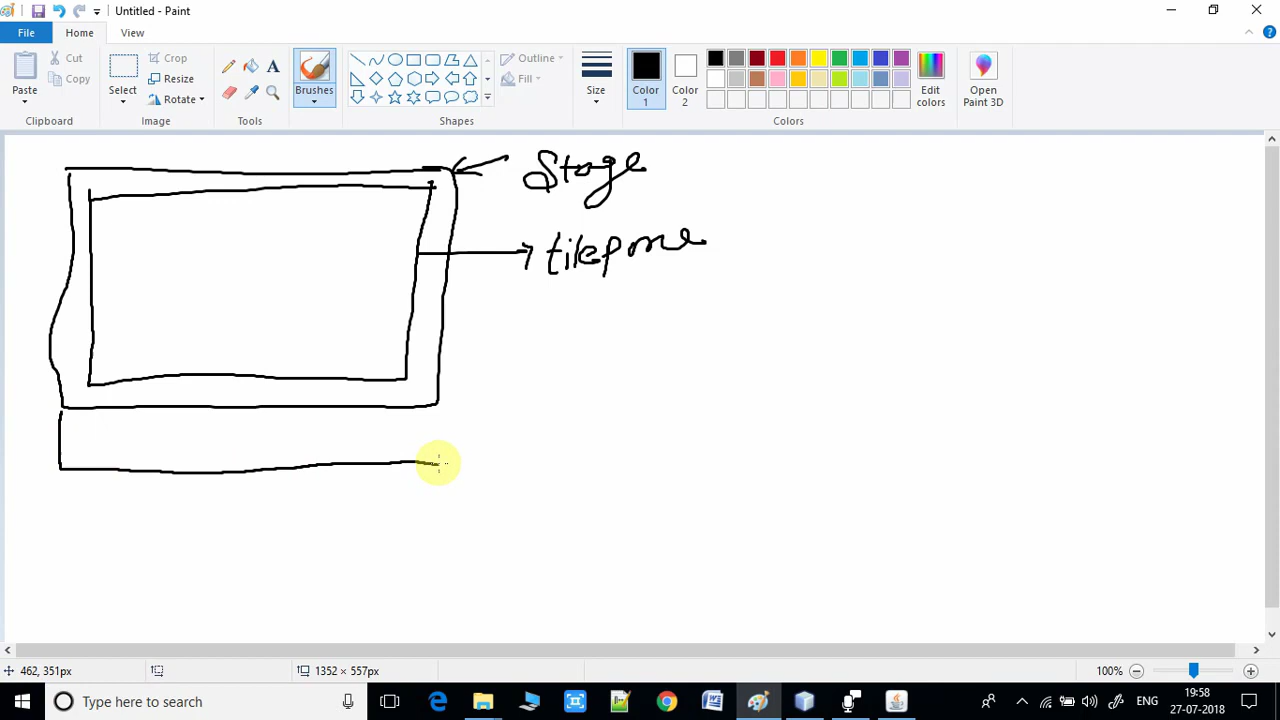 Untitled - Paint
File Home View
Paste
Cut
Copy
Clipboard
Select
Crop
Resize
Rotate
Image
Tools
Brushes
Outline
Fill
Shapes
Size
Color 1
Color 2
Edit colors
Open Paint 3D
Colors
Stage
tilepane
462, 351px
1352 × 557px
100%
Type here to search
ENG
19:58
27-07-2018